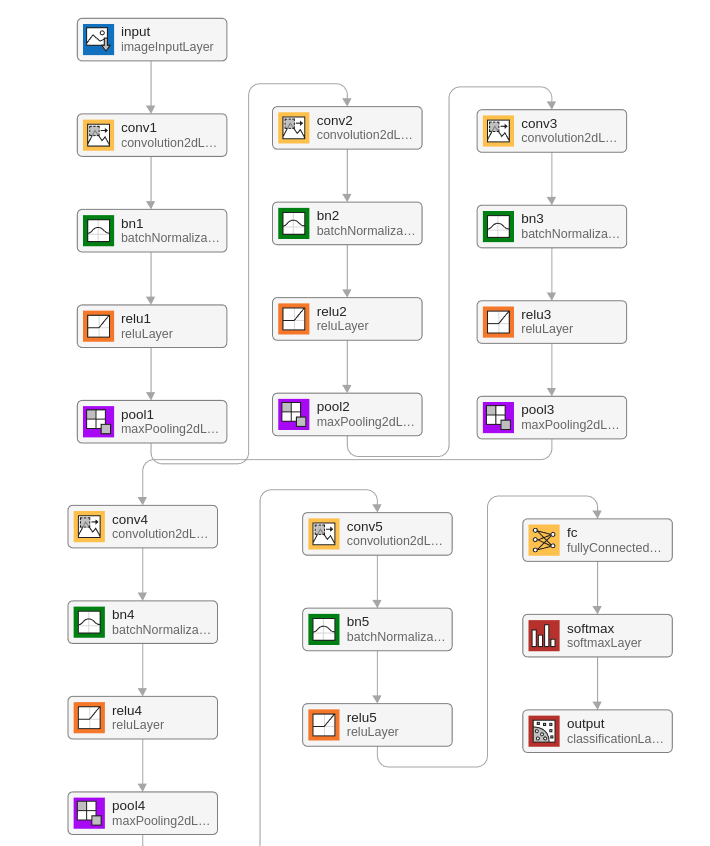 input
imageInputLayer
conv1
convolution2dL...
bn1
batchNormaliza...
relu1
reluLayer
pool1
maxPooling2dL...
conv2
convolution2dL...
bn2
batchNormaliza...
relu2
reluLayer
pool2
maxPooling2dL...
conv3
convolution2dL...
bn3
batchNormaliza...
relu3
reluLayer
pool3
maxPooling2dL...
conv4
convolution2dL...
bn4
batchNormaliza...
relu4
reluLayer
pool4
maxPooling2dL...
conv5
convolution2dL...
bn5
batchNormaliza...
relu5
reluLayer
fc
fullyConnected...
softmax
softmaxLayer
output
classificationLa...